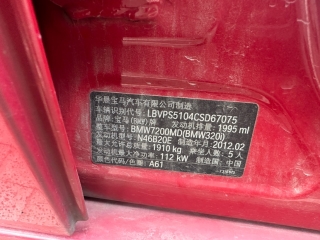 华晨宝马汽车有限公司制造
车辆识别代号: LBVPS5104CSD67075
品牌: 宝马(BMW)牌 发动机排量: 1995 ml
整车型号: BMW7200MD(BMW320i)
发动机型号: N46B20E 制造年月: 2012.02
最大允许总质量: 1910 kg 乘坐人数: 5 人
发动机最大净功率: 112 kW 制造国: 中国
颜色代码/色圈: A61